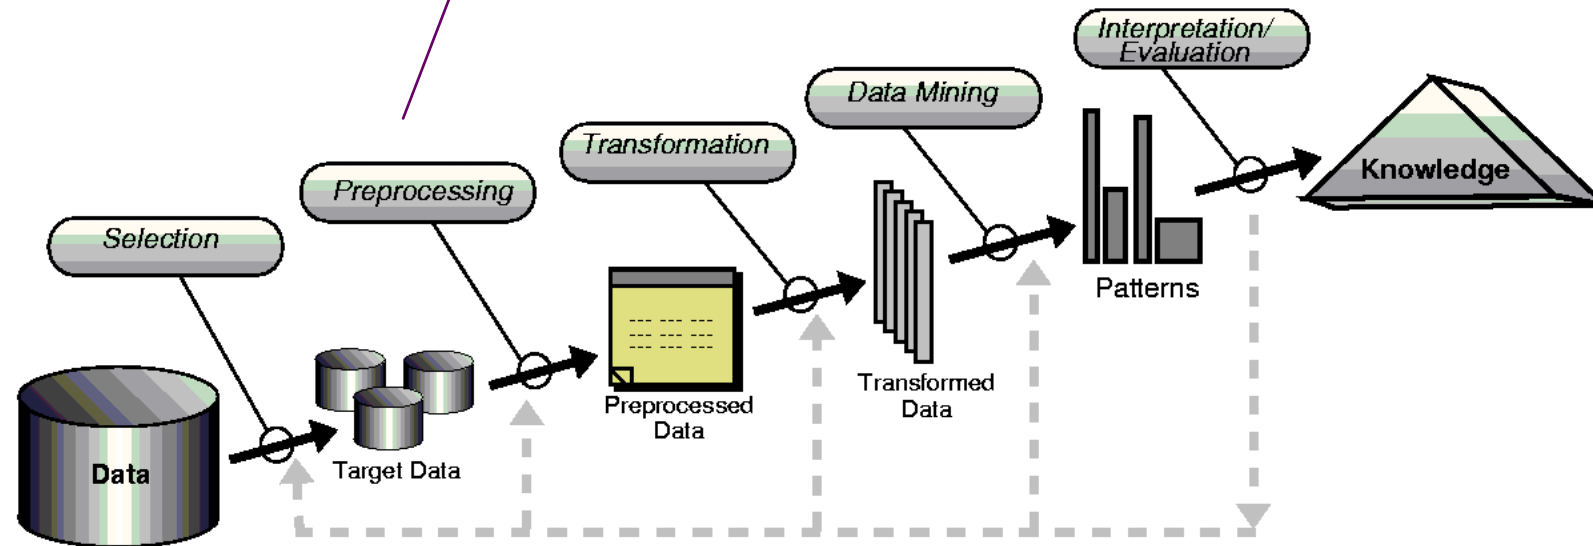 Interpretation/
Evaluation
Data Mining
Transformation
Preprocessing
Selection
Knowledge
Patterns
Transformed
Data
Preprocessed
Data
Target Data
Data